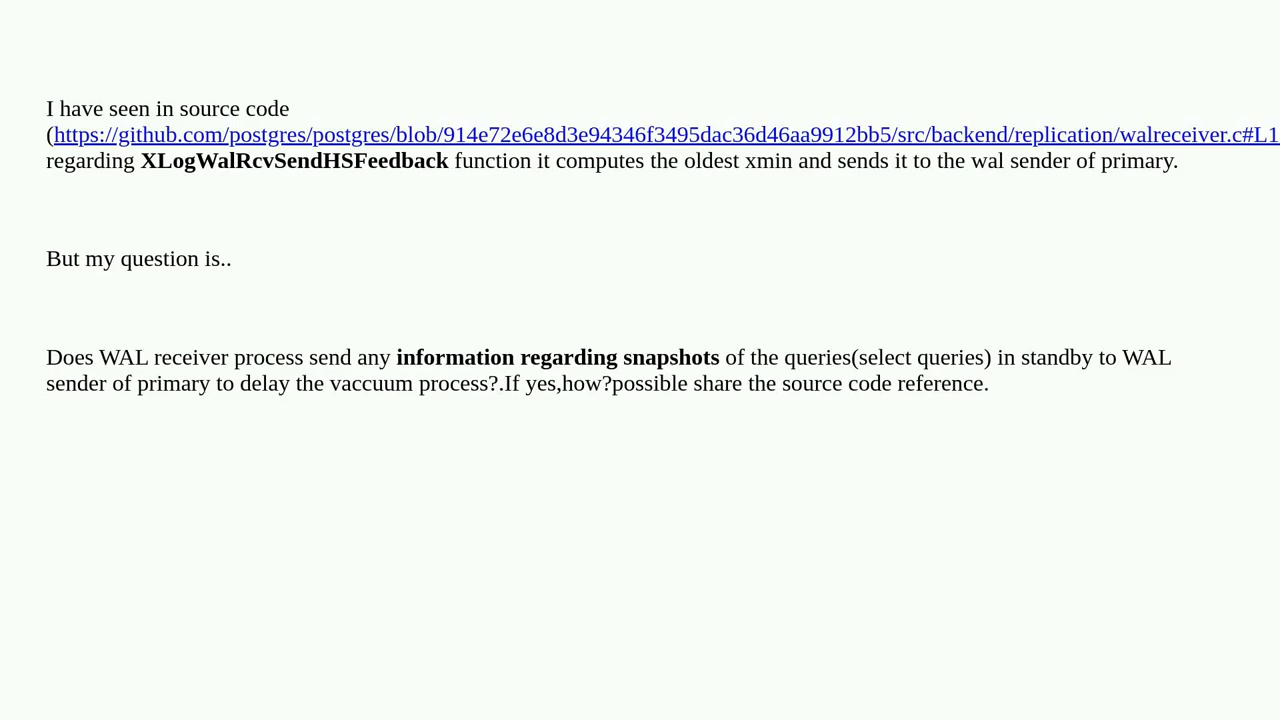 I have seen in source code
(https://github.com/postgres/postgres/blob/914e72e6e8d3e94346f3495dac36d46aa9912bb5/src/backend/replication/walreceiver.c#L1
regarding XLogWalRcvSendHSFeedback function it computes the oldest xmin and sends it to the wal sender of primary.
But my question is..
Does WAL receiver process send any information regarding snapshots of the queries(select queries) in standby to WAL
sender of primary to delay the vaccuum process?.If yes,how?possible share the source code reference.